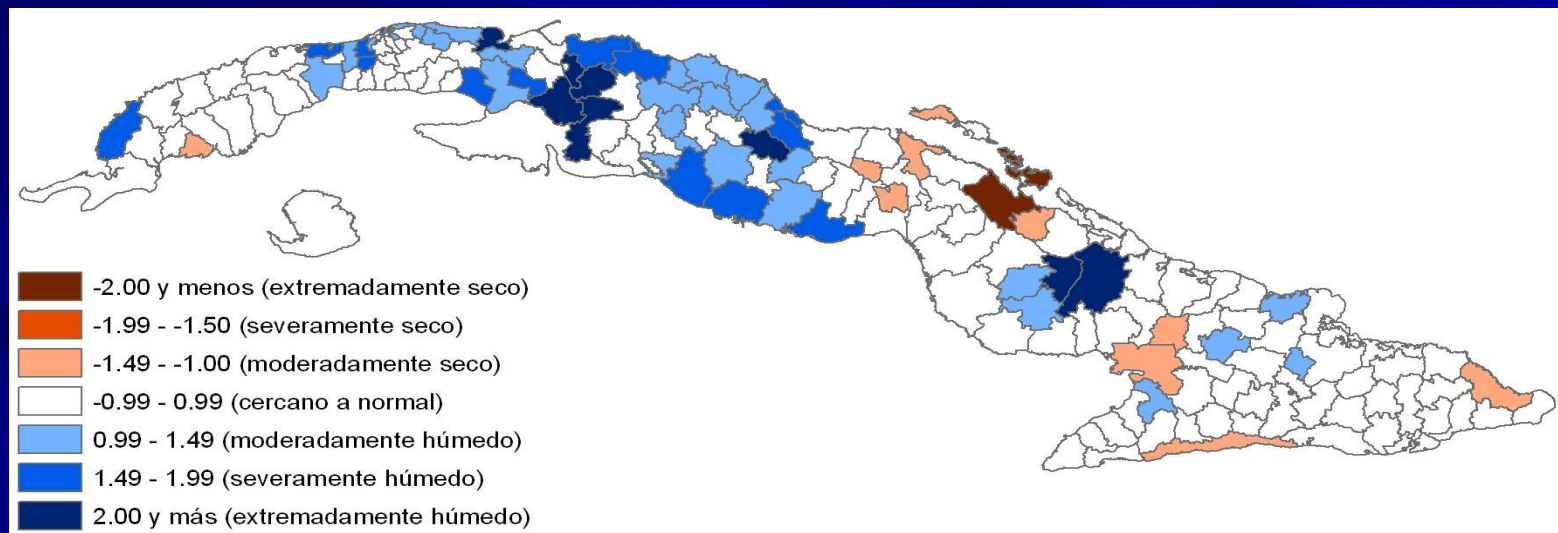 -2.00 y menos (extremadamente seco)
-1.99 - -1.50 (severamente seco)
-1.49 - -1.00 (moderadamente seco)
-0.99 - 0.99 (cercano a normal)
0.99 - 1.49 (moderadamente húmedo)
1.49 - 1.99 (severamente húmedo)
2.00 y más (extremadamente húmedo)